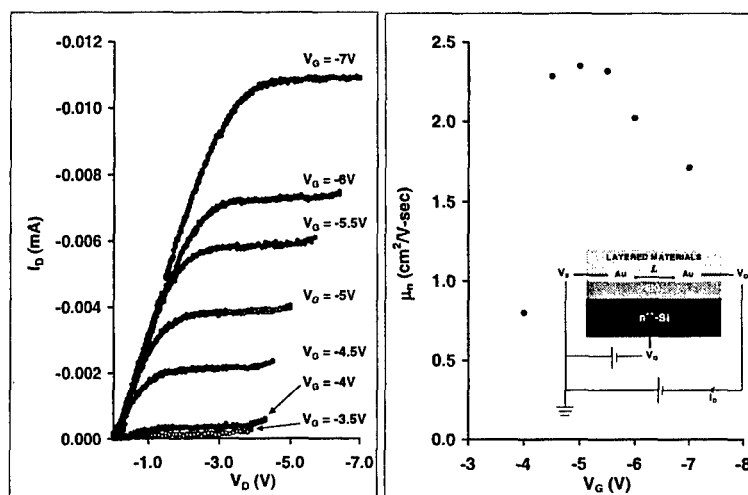 -0.012
-0.010
-0.008
-0.006
-0.004
-0.002
0.000
I_D (mA)
V_G = -7V
V_G = -6V
V_G = -5.5V
V_G = -5V
V_G = -4.5V
V_G = -4V
V_G = -3.5V
-1.0 -3.0 -5.0 -7.0
V_D (V)
2.5
2.0
1.5
1.0
0.5
0.0
μ_n (cm²/V-sec)
LAYERED MATERIALS
Au L Au
n⁺⁺-Si
V_G
I_D
-3 -4 -5 -6 -7 -8
V_G (V)